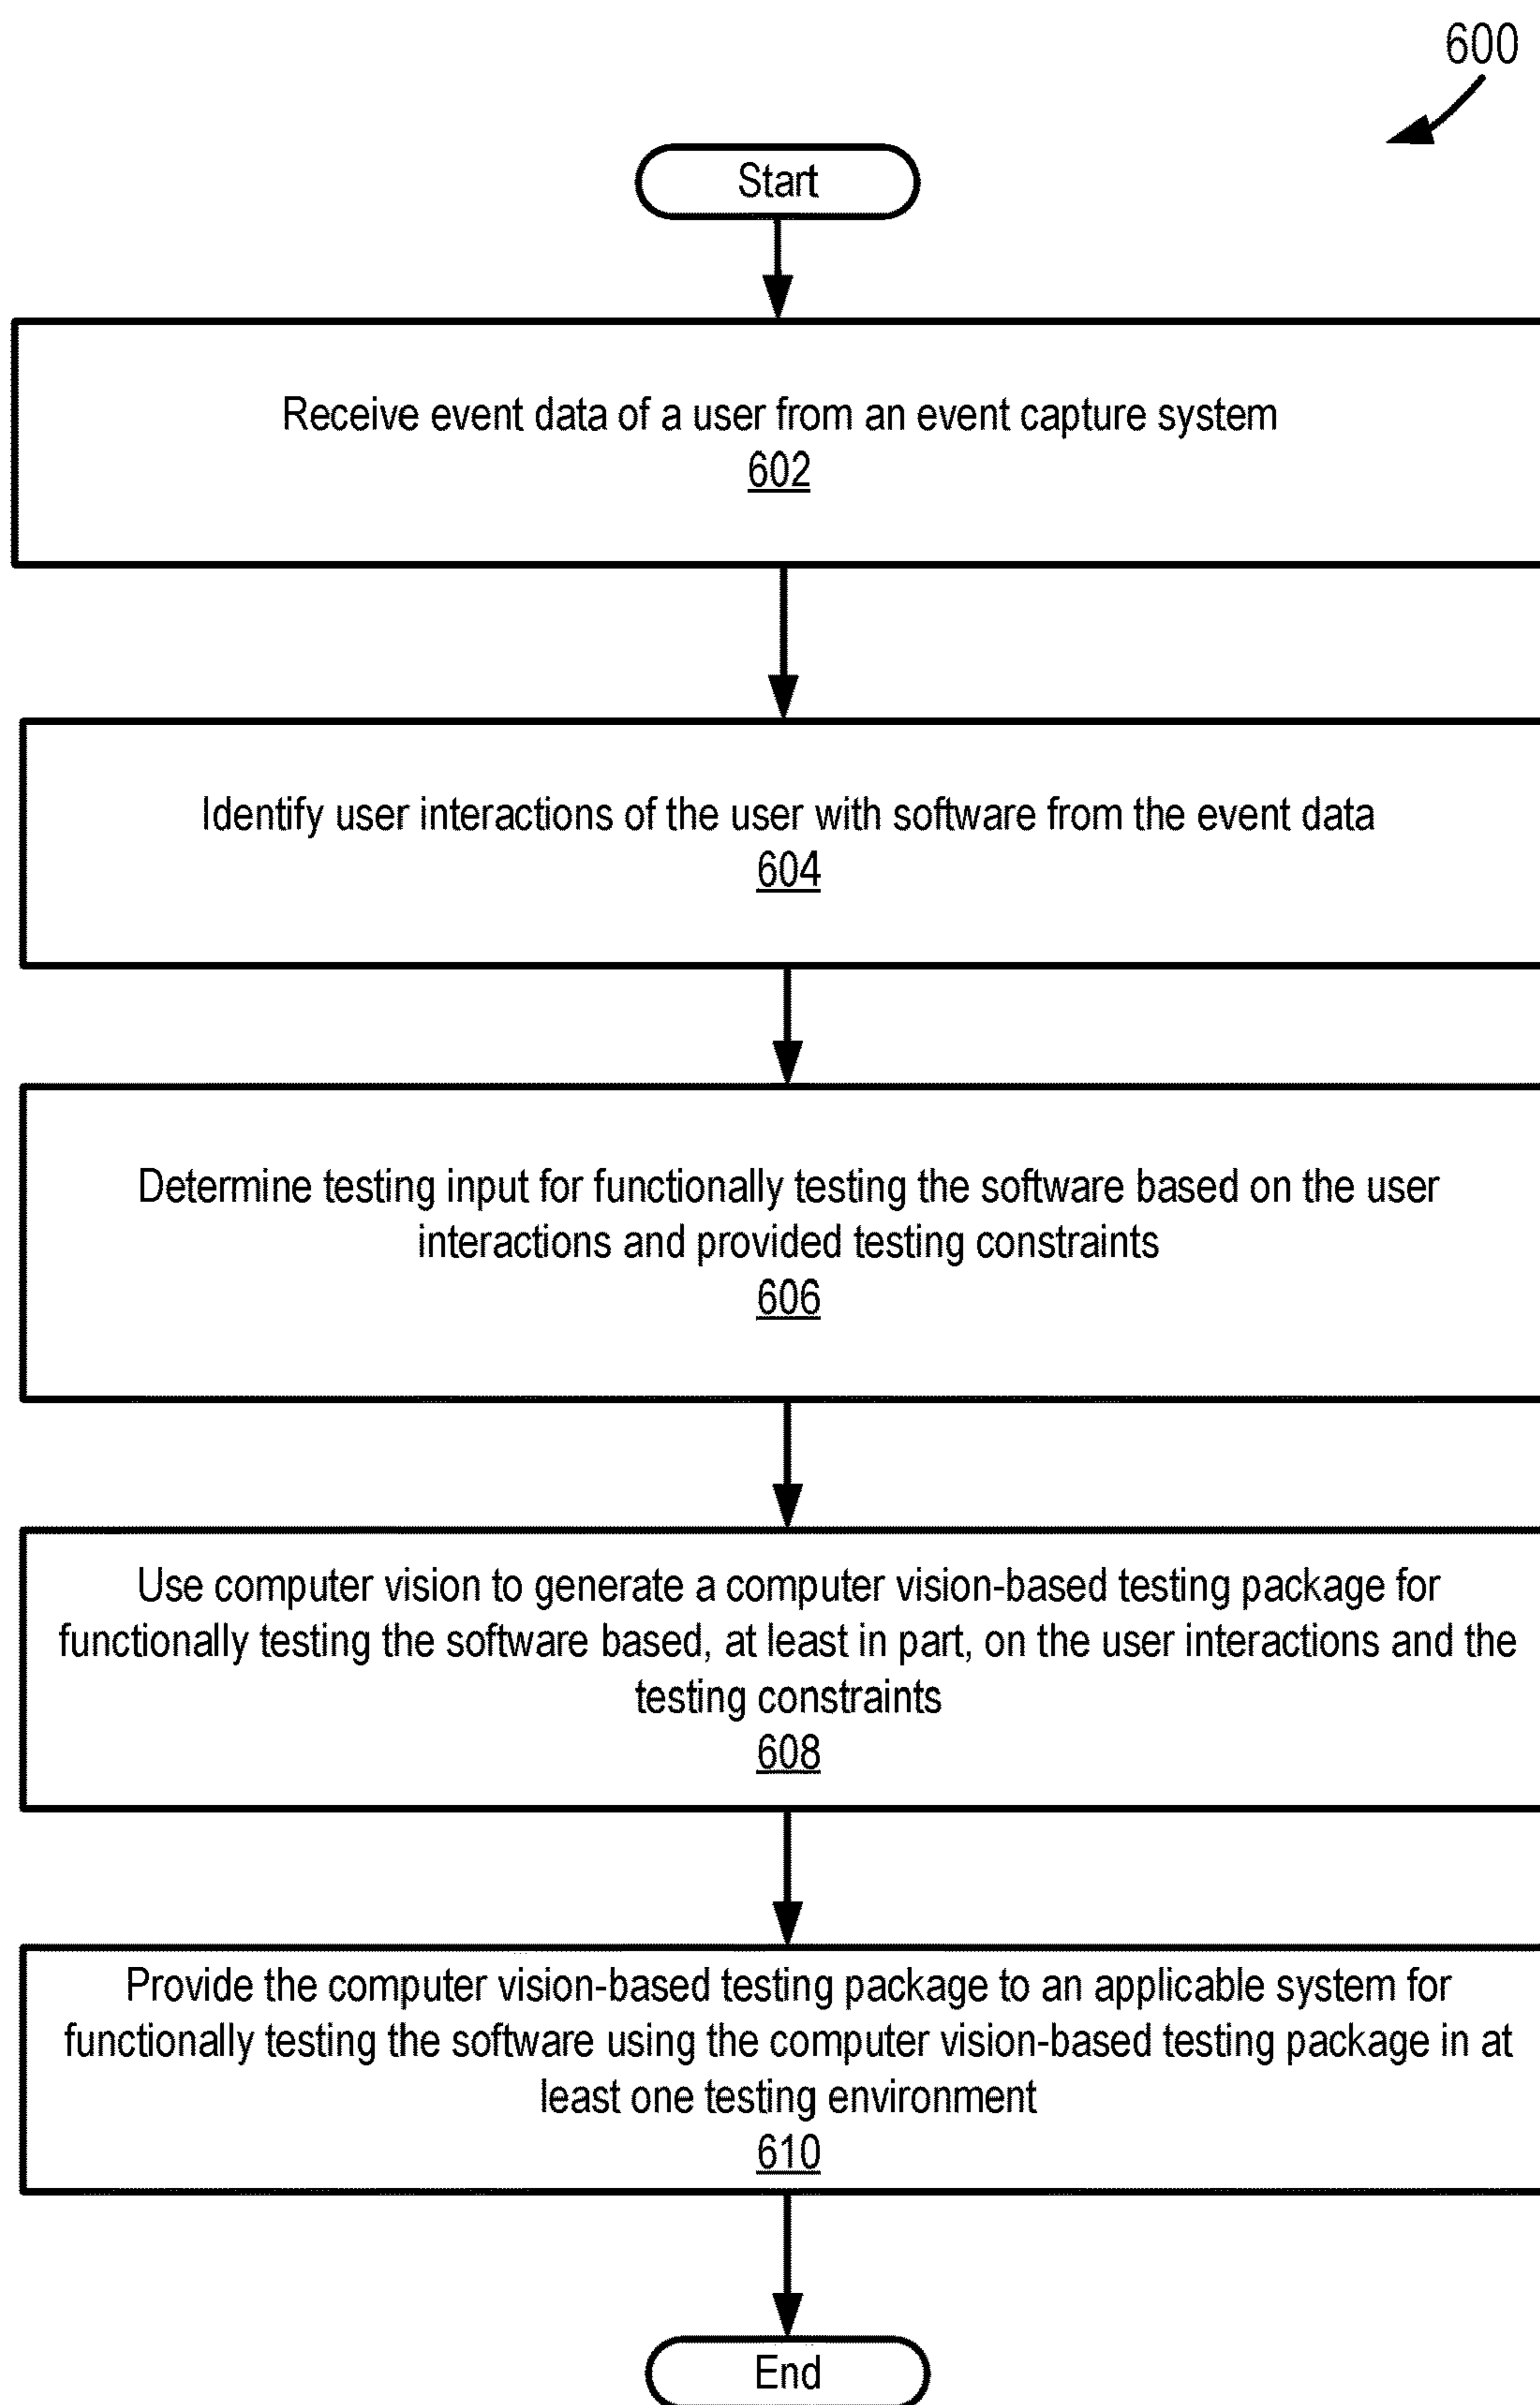 600
Start
Receive event data of a user from an event capture system
602
Identify user interactions of the user with software from the event data
604
Determine testing input for functionally testing the software based on the user
interactions and provided testing constraints
606
Use computer vision to generate a computer vision-based testing package for
functionally testing the software based, at least in part, on the user interactions and the
testing constraints
608
Provide the computer vision-based testing package to an applicable system for
functionally testing the software using the computer vision-based testing package in at
least one testing environment
610
End